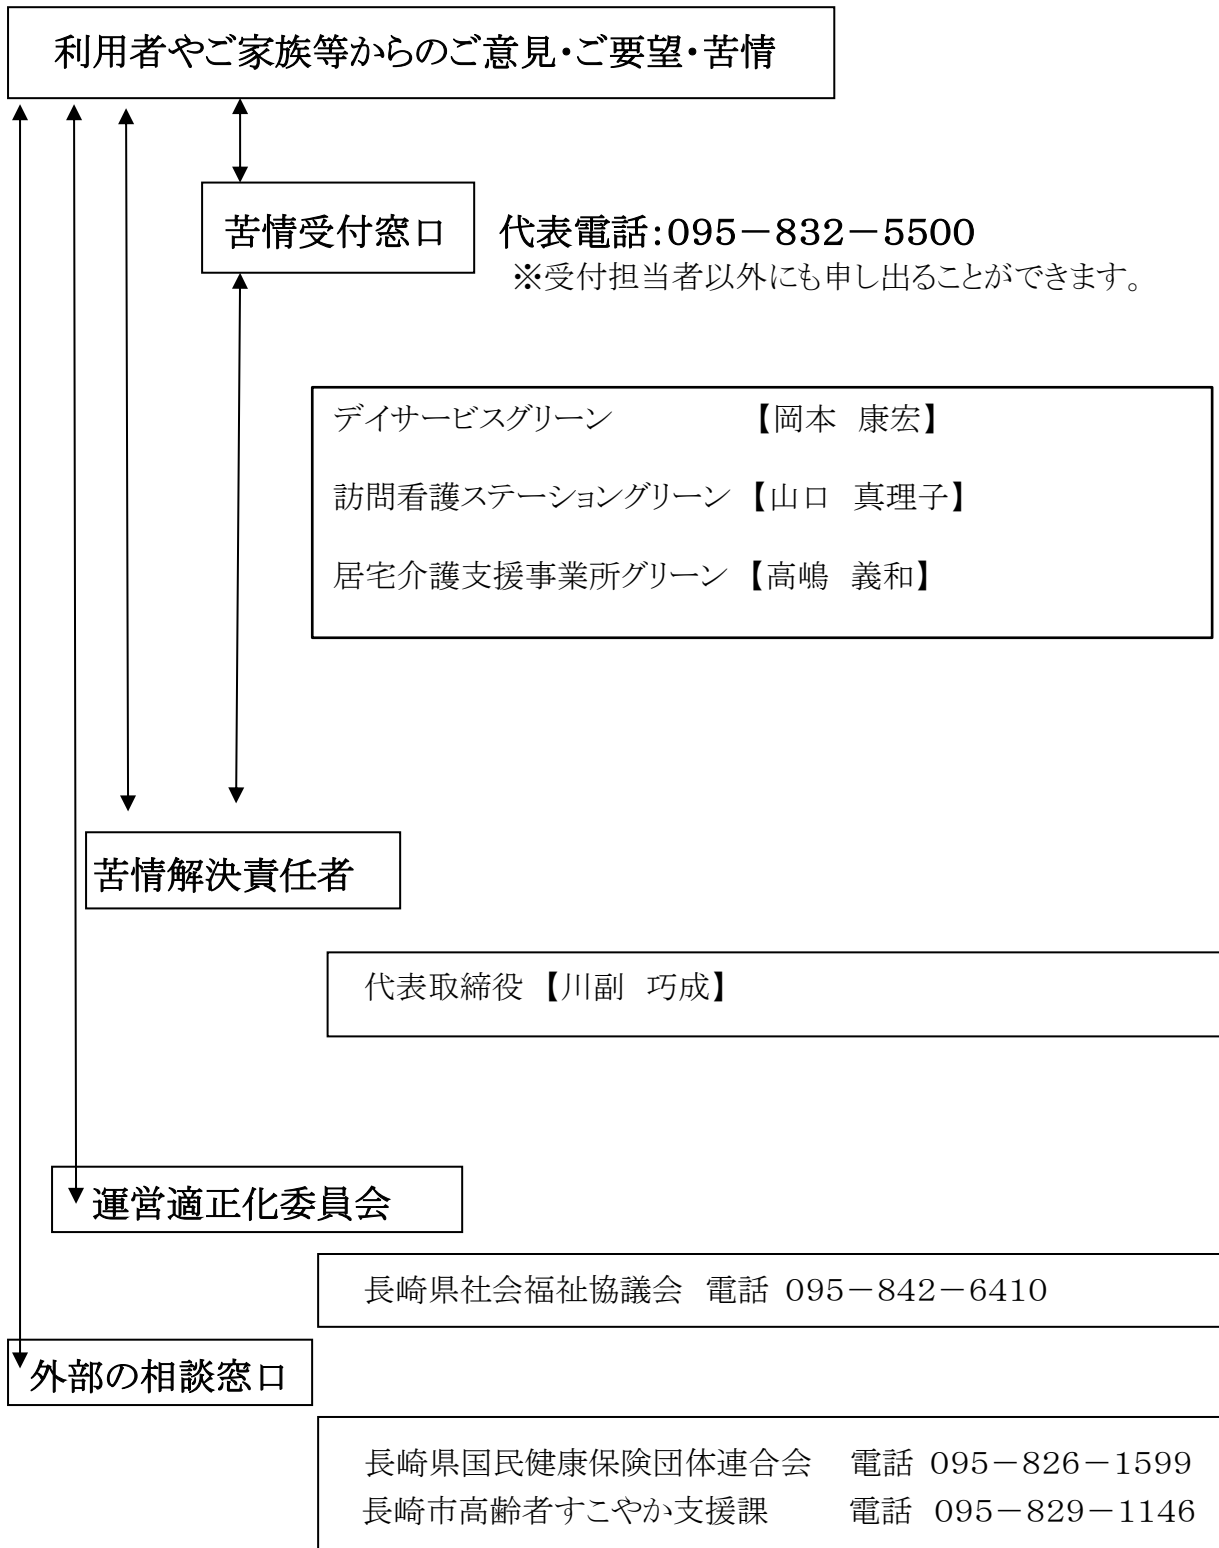 利用者やご家族等からのご意見・ご要望・苦情
苦情受付窓口
代表電話:095－832－5500
※受付担当者以外にも申し出ることができます。
デイサービスグリーン 【岡本 康宏】
訪問看護ステーショングリーン 【山口 真理子】
居宅介護支援事業所グリーン 【高嶋 義和】
苦情解決責任者
代表取締役 【川副 巧成】
運営適正化委員会
長崎県社会福祉協議会 電話 095－842－6410
外部の相談窓口
長崎県国民健康保険団体連合会 電話 095－826－1599
長崎市高齢者すこやか支援課 電話 095－829－1146